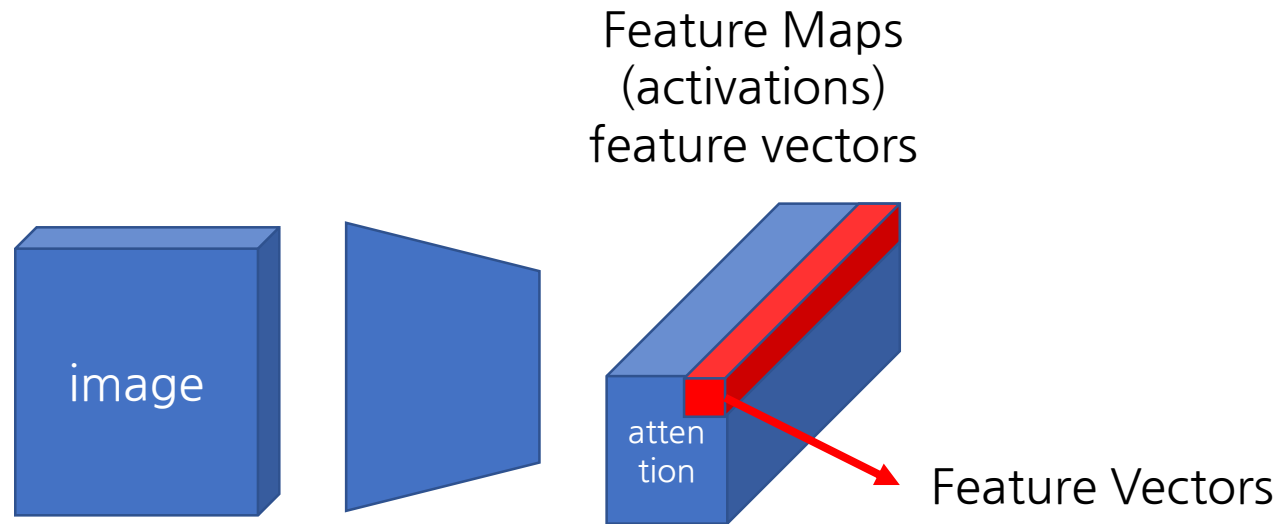 Feature Maps
(activations)
feature vectors
image
atten
tion
Feature Vectors